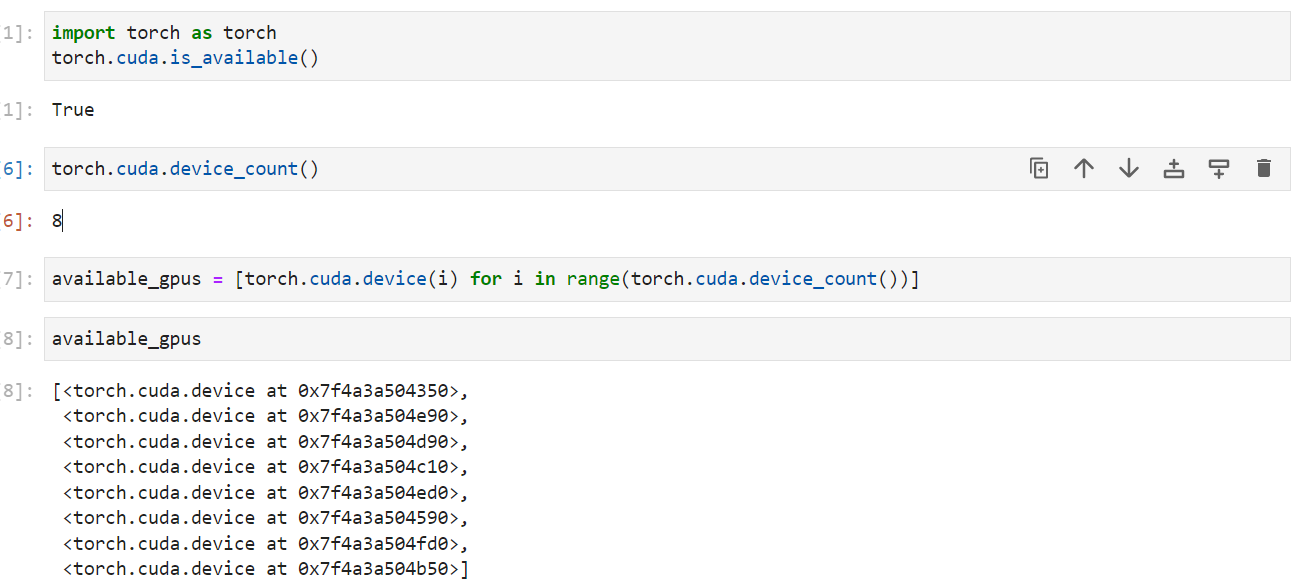 1]: import torch as torch
torch.cuda.is_available()
1]: True
[6]: torch.cuda.device_count()
[6]: 8
[7]: available_gpus = [torch.cuda.device(i) for i in range(torch.cuda.device_count())]
[8]: available_gpus
[8]: [<torch.cuda.device at 0x7f4a3a504350>,
<torch.cuda.device at 0x7f4a3a504e90>,
<torch.cuda.device at 0x7f4a3a504d90>,
<torch.cuda.device at 0x7f4a3a504c10>,
<torch.cuda.device at 0x7f4a3a504ed0>,
<torch.cuda.device at 0x7f4a3a504590>,
<torch.cuda.device at 0x7f4a3a504fd0>,
<torch.cuda.device at 0x7f4a3a504b50>]